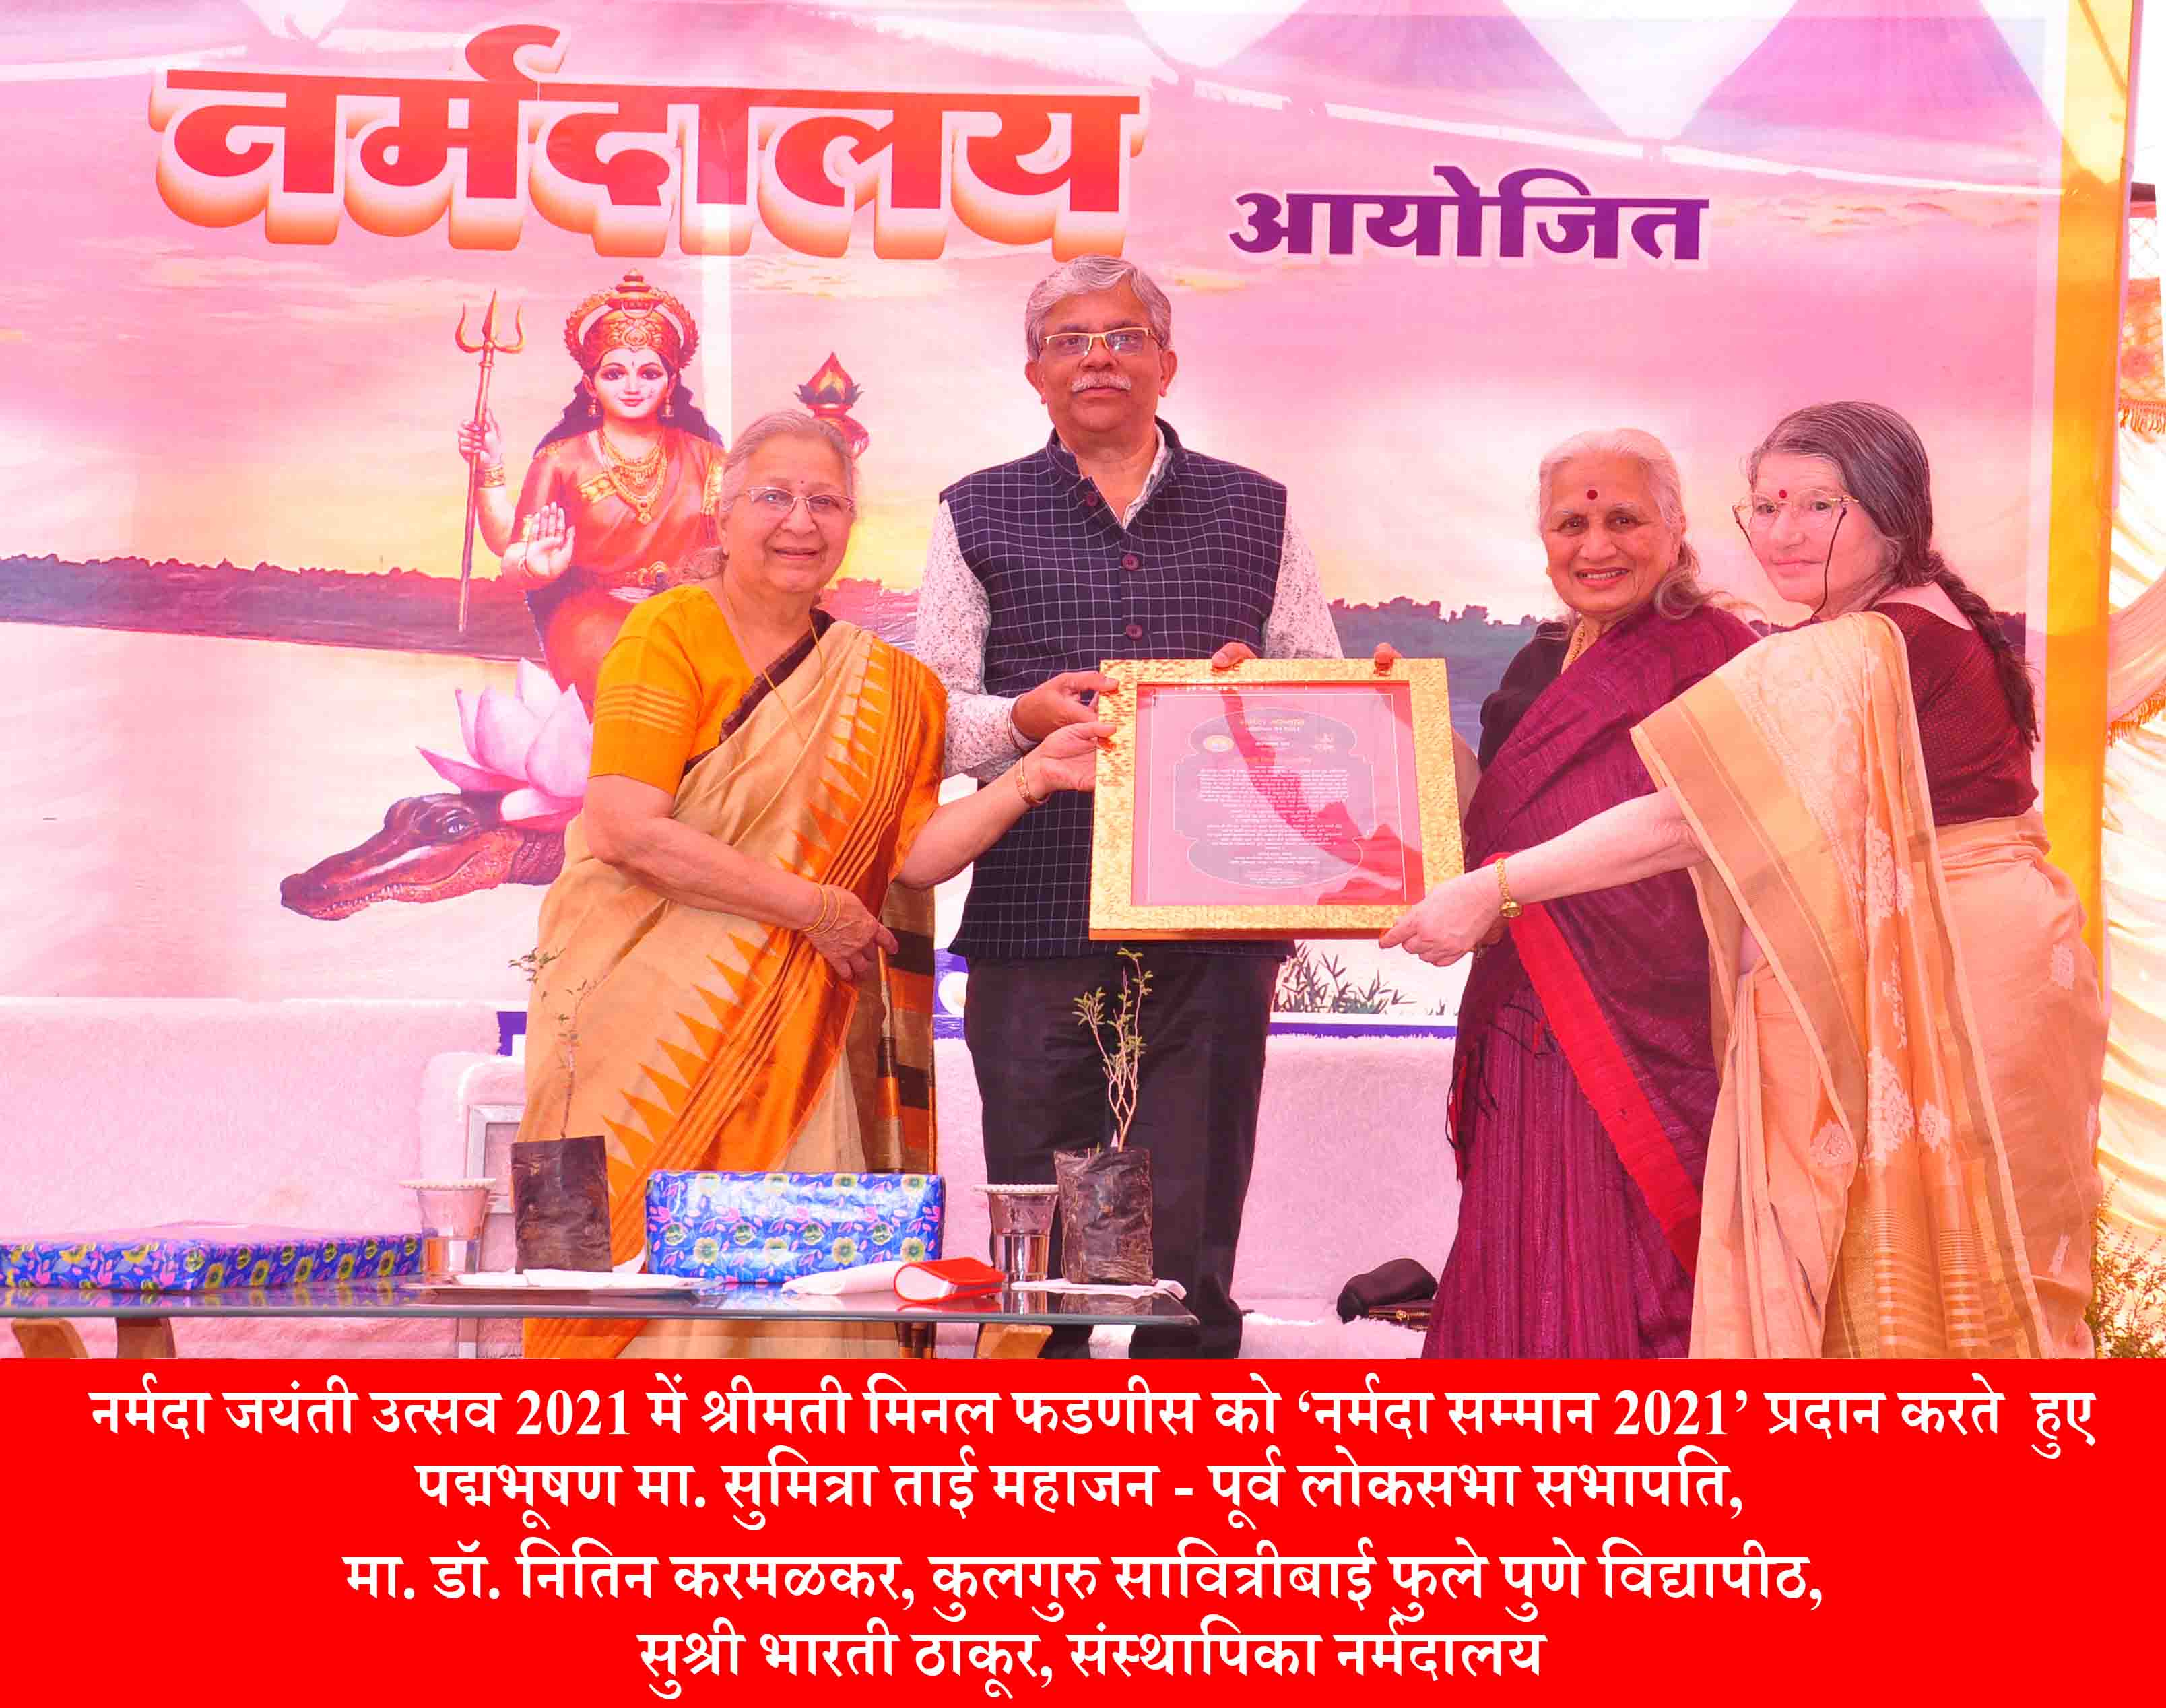 नर्मदालय
आयोजित
नर्मदा जयंती उत्सव 2021 में श्रीमती मिनल फडणीस को ‘नर्मदा सम्मान 2021’ प्रदान करते हुए
पद्मभूषण मा. सुमित्रा ताई महाजन - पूर्व लोकसभा सभापति,
मा. डॉ. नितिन करमळकर, कुलगुरु सावित्रीबाई फुले पुणे विद्यापीठ,
सुश्री भारती ठाकूर, संस्थापिका नर्मदालय